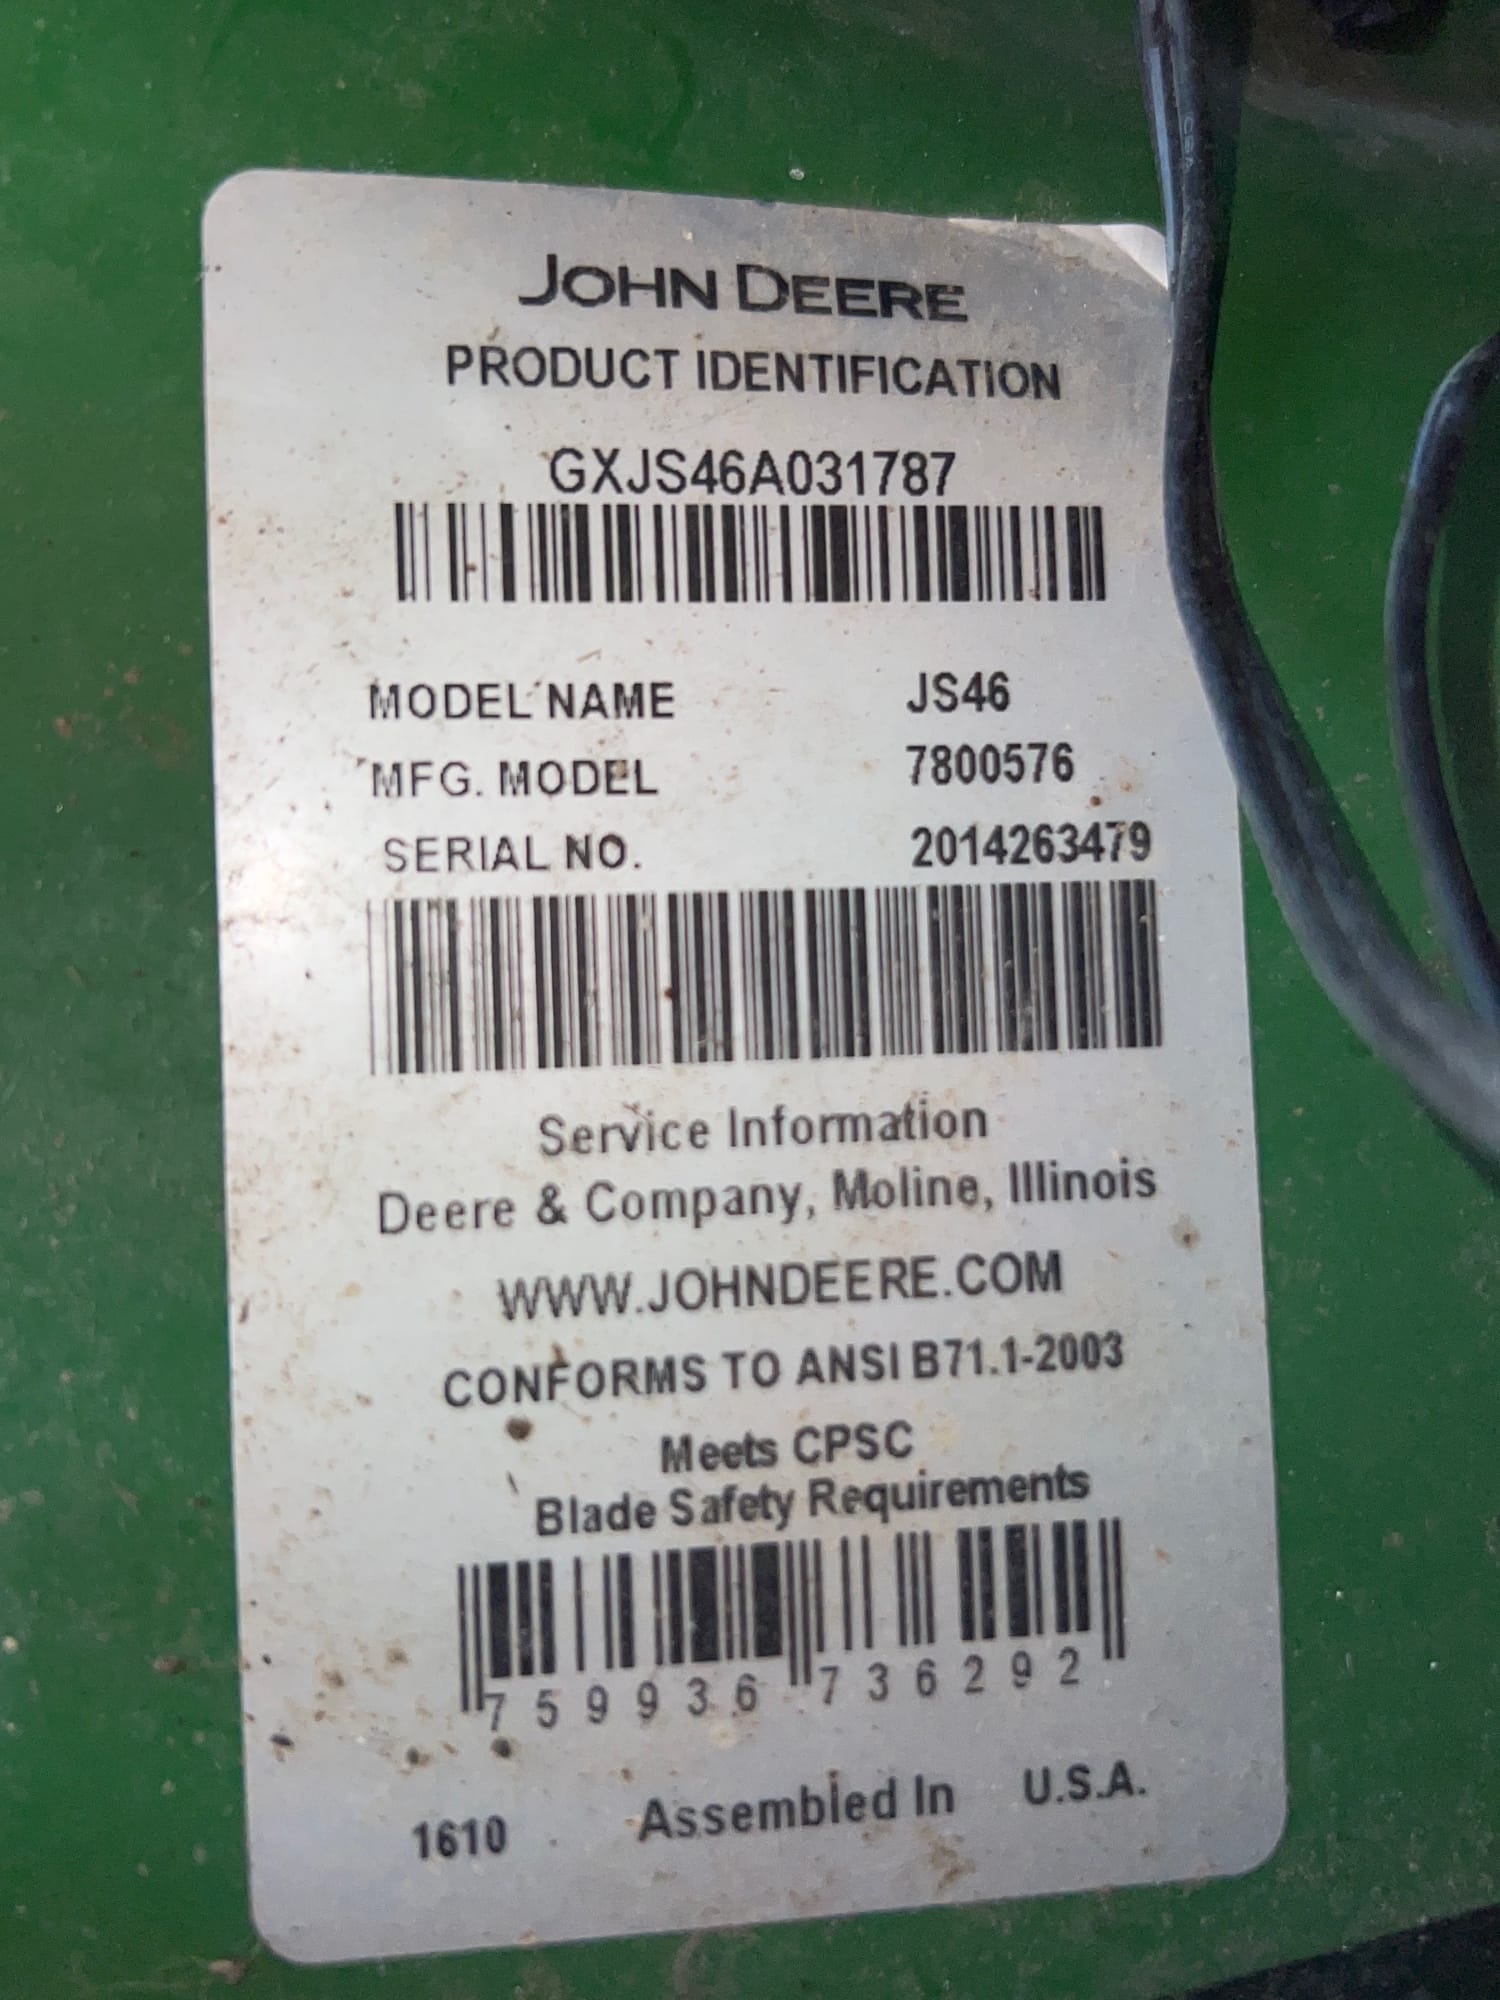 JOHN DEERE
PRODUCT IDENTIFICATION
GXJS46A031787
MODEL NAME JS46
MFG. MODEL 7800576
SERIAL NO. 2014263479
Service Information
Deere & Company, Moline, Illinois
WWW.JOHNDEERE.COM
CONFORMS TO ANSI B71.1-2003
Meets CPSC
Blade Safety Requirements
7 59936 73629 2
1610 Assembled In U.S.A.